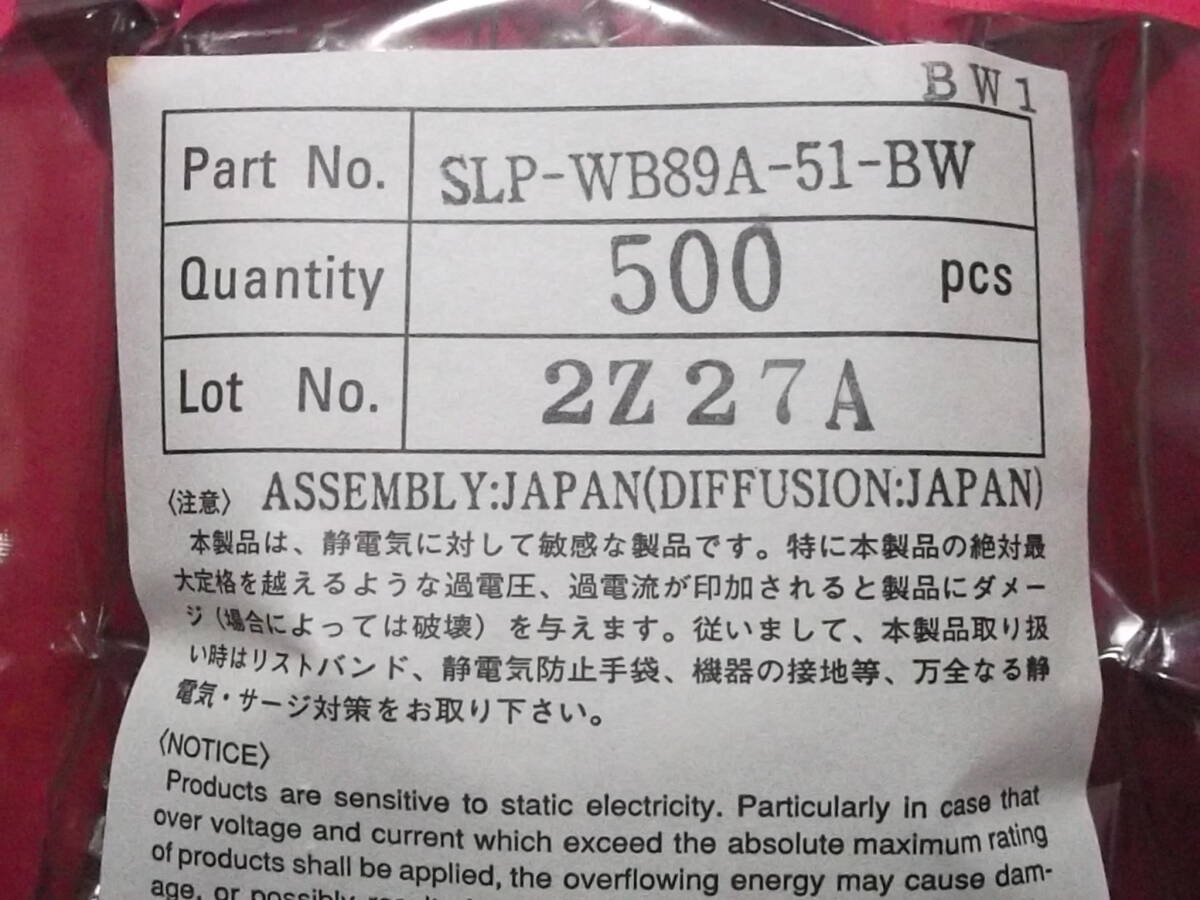 BW1
Part No. SLP-WB89A-51-BW
Quantity 500 pcs
Lot No. 2Z27A
〈注意〉 ASSEMBLY:JAPAN(DIFFUSION:JAPAN)
本製品は、静電気に対して敏感な製品です。特に本製品の絶対最
大定格を越えるような過電圧、過電流が印加されると製品にダメー
ジ（場合によっては破壊）を与えます。従いまして、本製品取り扱
い時はリストバンド、静電気防止手袋、機器の接地等、万全なる静
電気・サージ対策をお取り下さい。
〈NOTICE〉
Products are sensitive to static electricity. Particularly in case that
over voltage and current which exceed the absolute maximum rating
of products shall be applied, the overflowing energy may cause dam-
age, or possibly